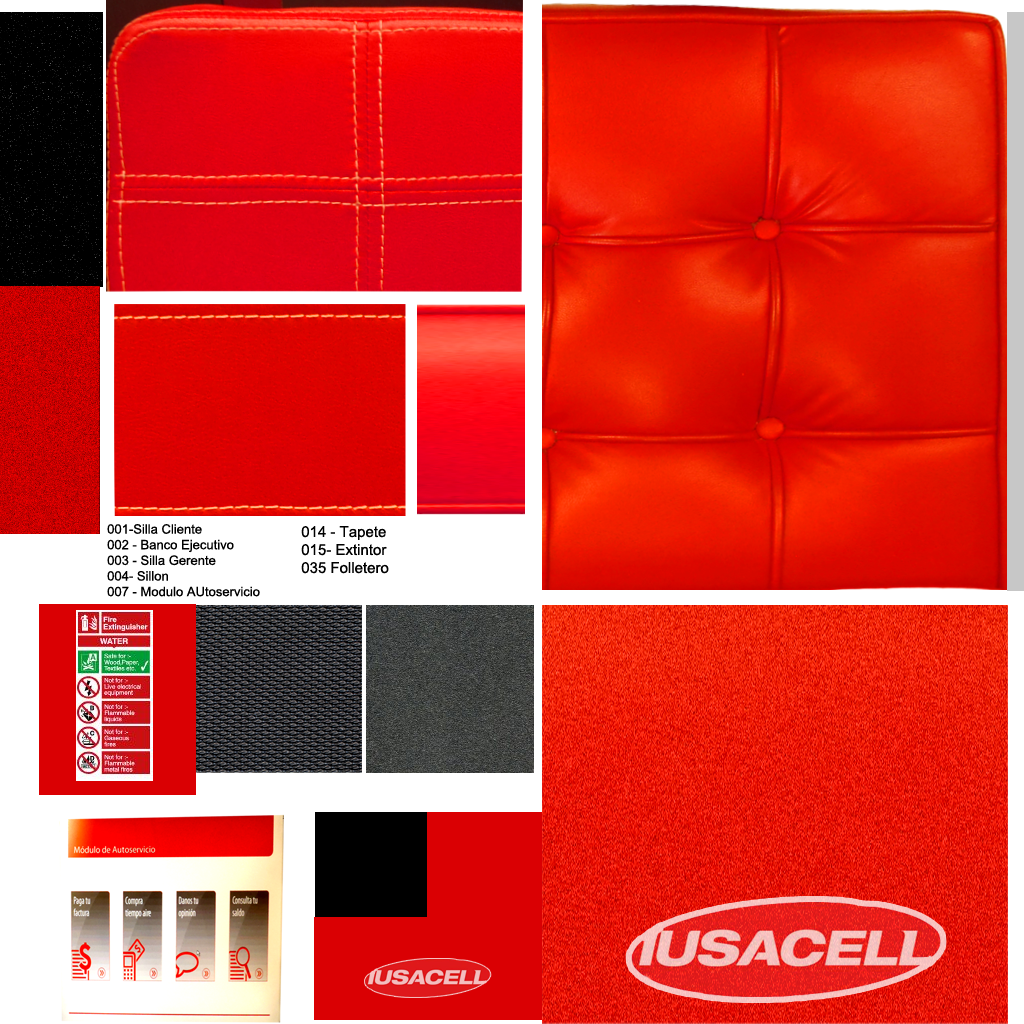 001-Silla Cliente
002 - Banco Ejecutivo
003 - Silla Gerente
004- Sillon
007 - Modulo AUtoservicio
014 - Tapete
015- Extintor
035 Folletero
Fire
Extinguisher
WATER
Safe for :-
Wood,Paper,
Textiles etc.
Not for :-
Live electrical
equipment
Not for :-
Flammable
liquids
Not for :-
Gaseous
fires
Not for :-
Flammable
metal fires
Módulo de Autoservicio
Paga tu
factura
Compra
tiempo aire
Danos tu
opinión
Consulta tu
saldo
IUSACELL
IUSACELL